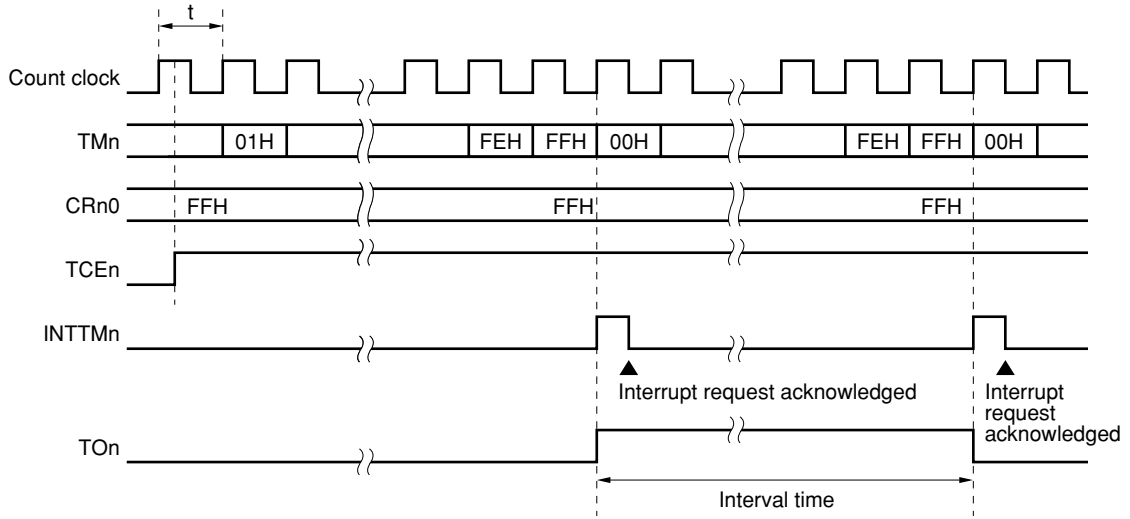 t
Count clock
TMn 01H FEH FFH 00H FEH FFH 00H
CRn0 FFH FFH FFH
TCEn
INTTMn
Interrupt request acknowledged
Interrupt
request
acknowledged
TOn
Interval time